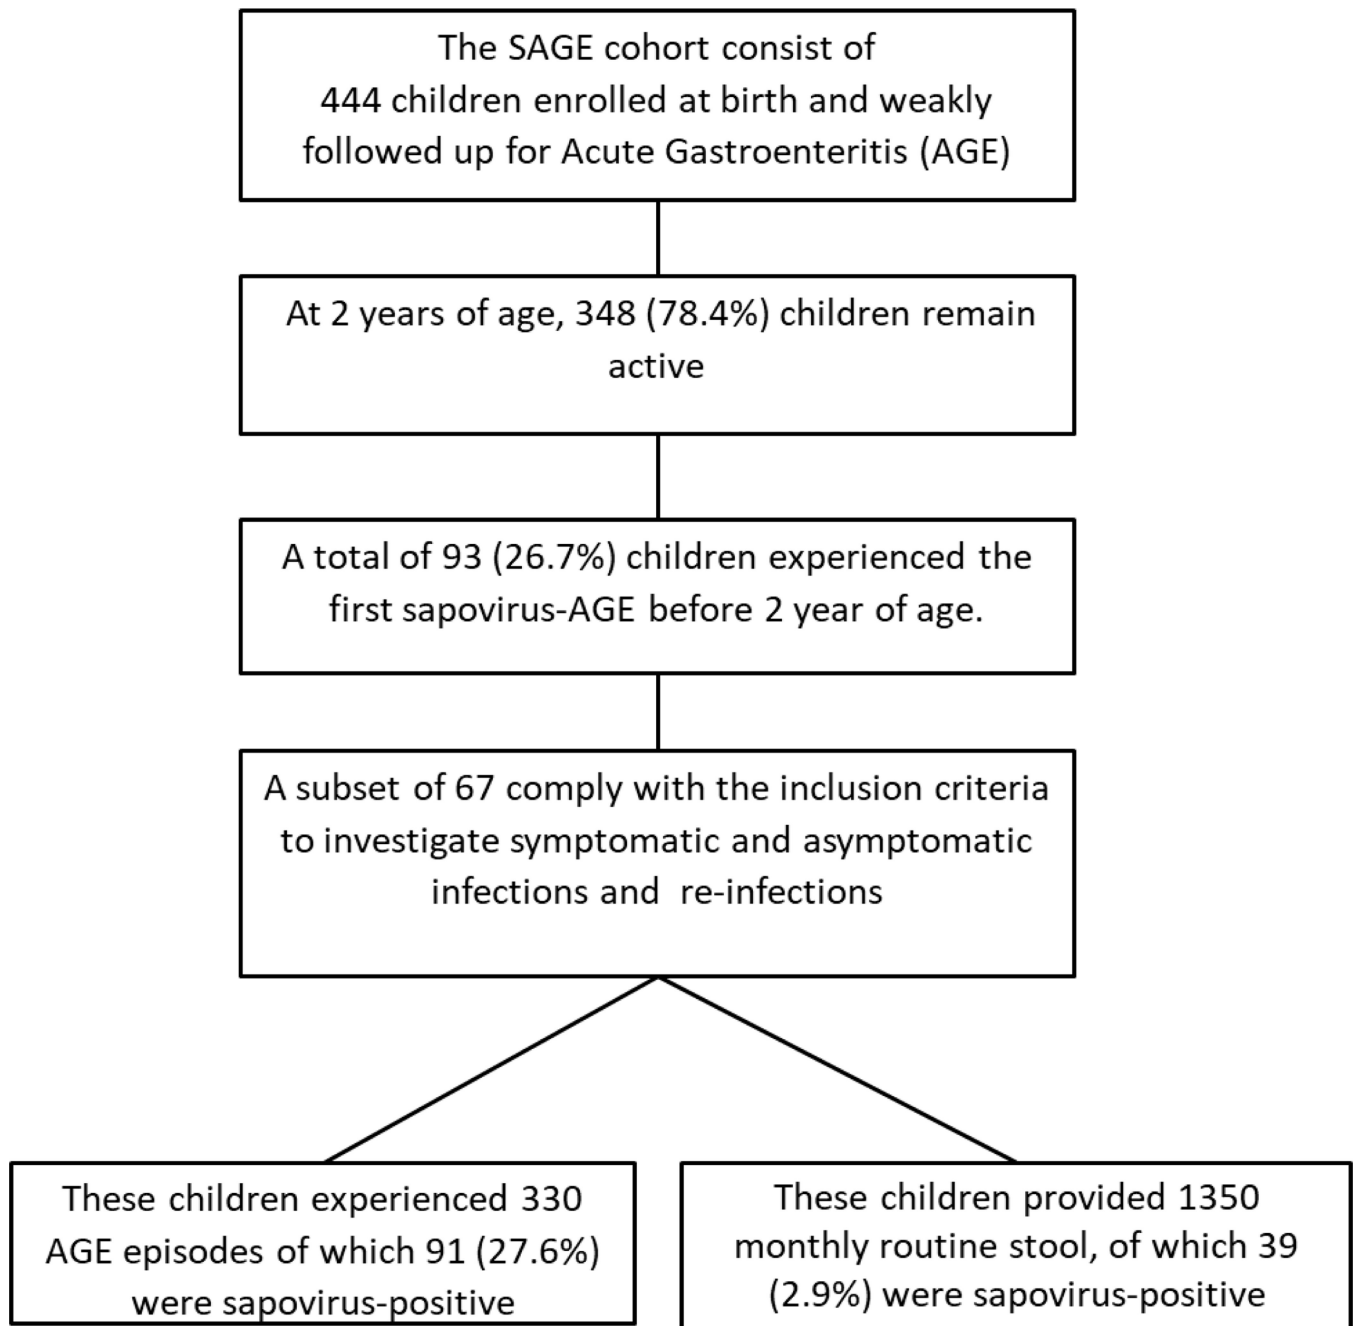 The SAGE cohort consist of
444 children enrolled at birth and weakly
followed up for Acute Gastroenteritis (AGE)
At 2 years of age, 348 (78.4%) children remain
active
A total of 93 (26.7%) children experienced the
first sapovirus-AGE before 2 year of age.
A subset of 67 comply with the inclusion criteria
to investigate symptomatic and asymptomatic
infections and re-infections
These children experienced 330
AGE episodes of which 91 (27.6%)
were sapovirus-positive
These children provided 1350
monthly routine stool, of which 39
(2.9%) were sapovirus-positive